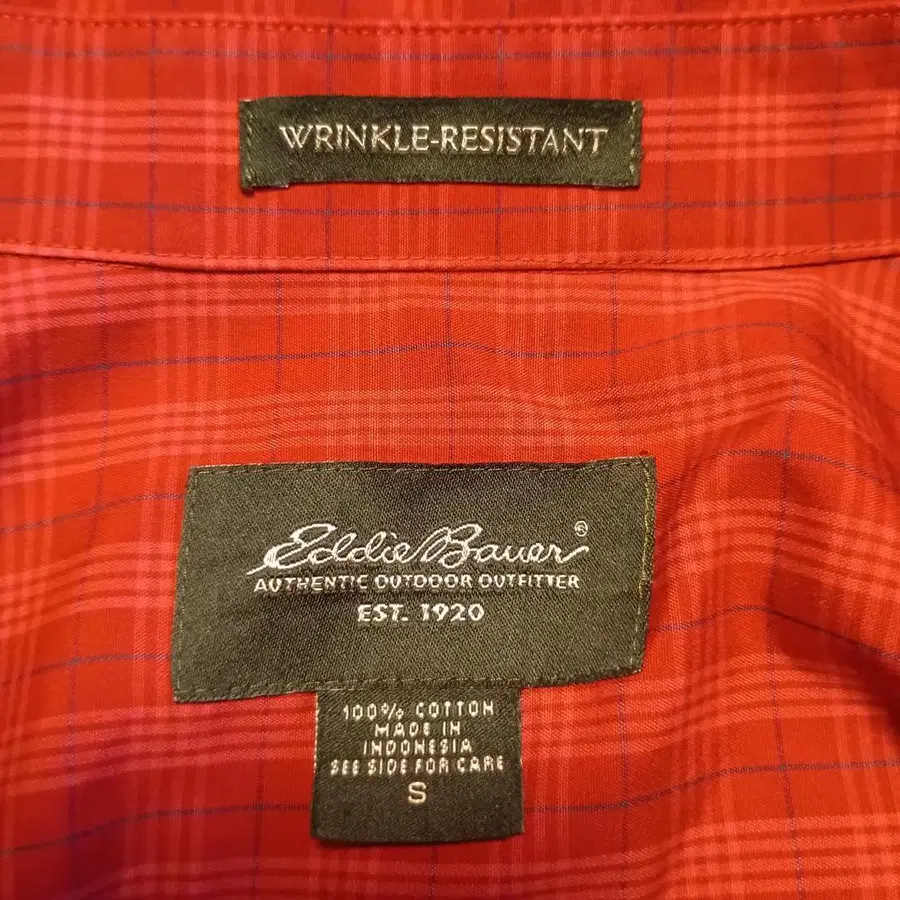 WRINKLE-RESISTANT
Eddie Bauer®
AUTHENTIC OUTDOOR OUTFITTER
EST. 1920
100% COTTON
MADE IN
INDONESIA
SEE SIDE FOR CARE
S